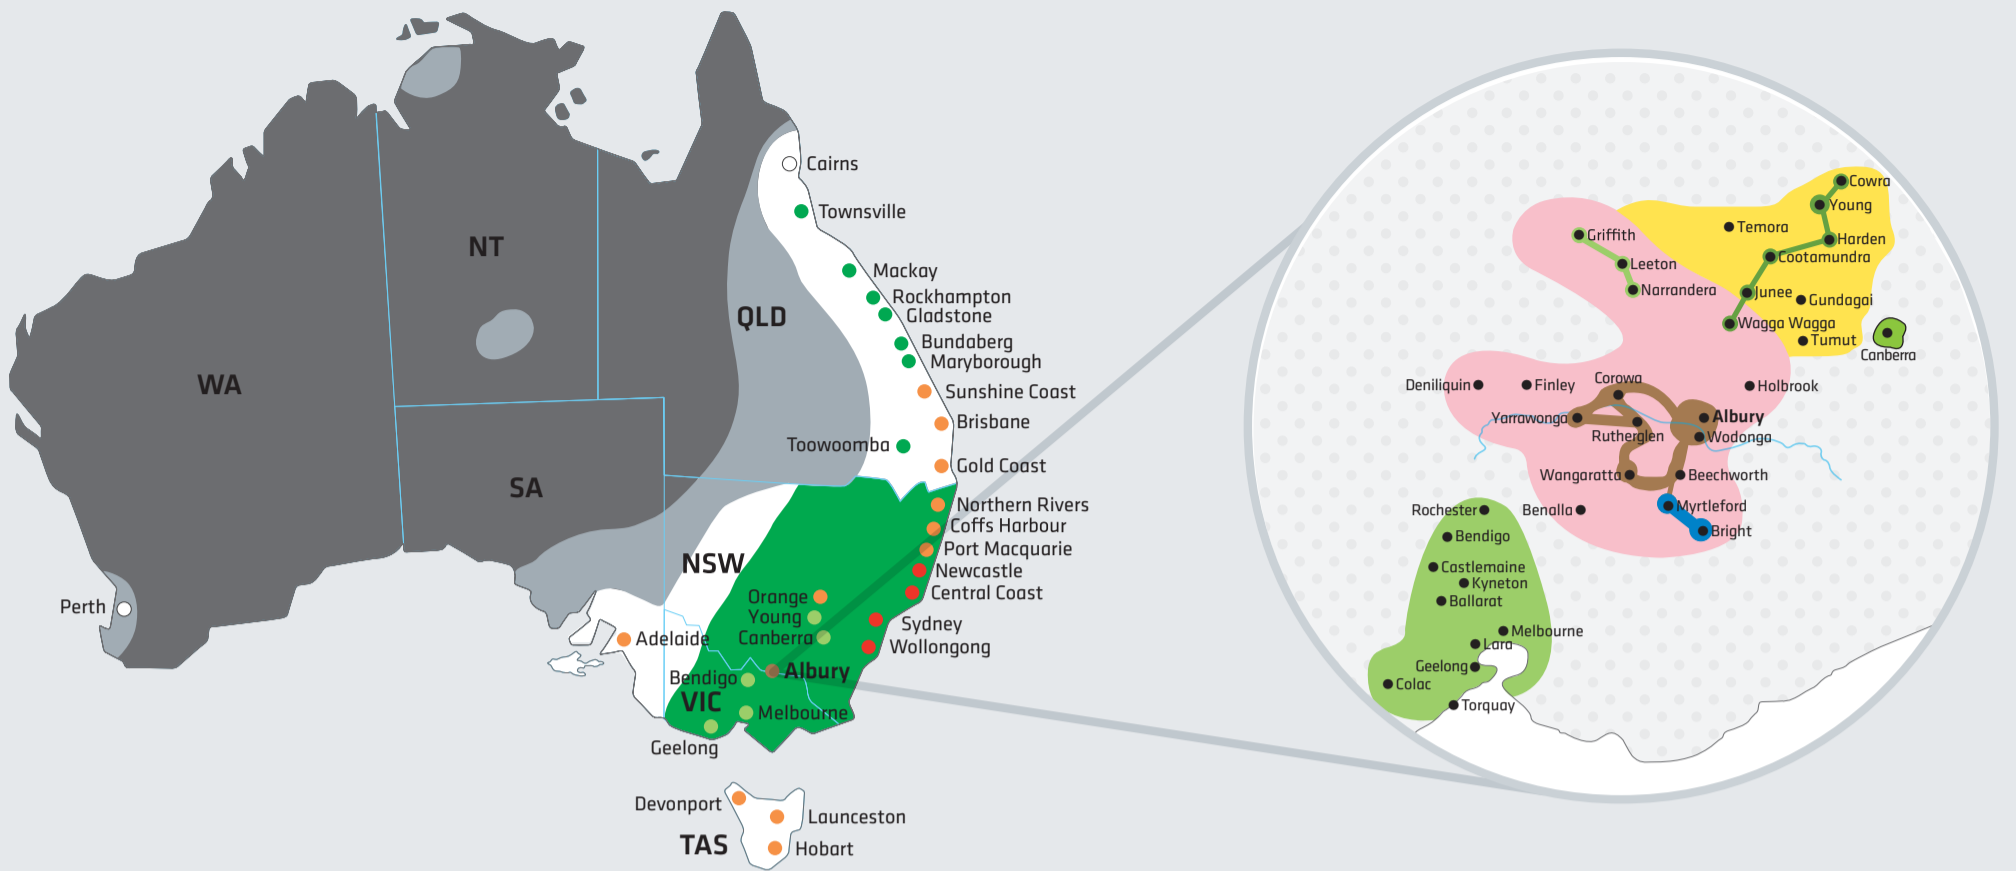 Cairns
Townsville
Mackay
Rockhampton
Gladstone
Bundaberg
Maryborough
Sunshine Coast
Brisbane
Toowoomba
Gold Coast
NT
QLD
WA
SA
NSW
Northern Rivers
Coffs Harbour
Port Macquarie
Newcastle
Central Coast
Orange
Young
Canberra
Sydney
Wollongong
Perth
Adelaide
Albury
Bendigo
VIC
Melbourne
Geelong
Devonport
Launceston
TAS
Hobart
Cowra
Young
Temora
Harden
Griffith
Cootamundra
Leeton
Narrandera
Junee
Gundagai
Wagga Wagga
Tumut
Canberra
Deniliquin
Finley
Corowa
Holbrook
Yarrawonga
Albury
Rutherglen
Wodonga
Wangaratta
Beechworth
Rochester
Benalla
Myrtleford
Bright
Bendigo
Castlemaine
Kyneton
Ballarat
Melbourne
Lara
Geelong
Colac
Torquay